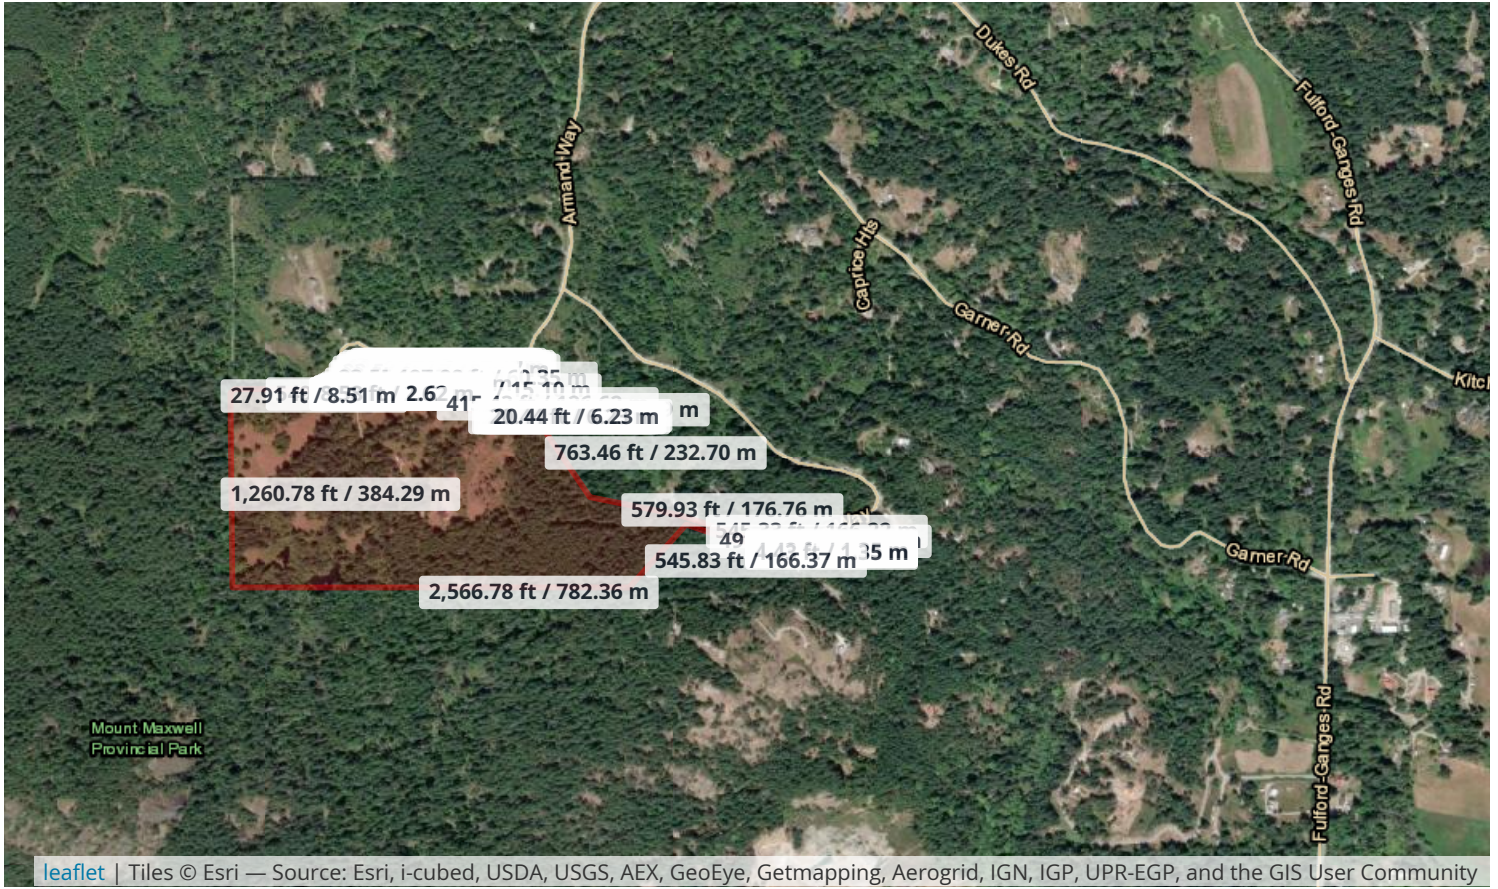 Dukes Rd
Fulford-Ganges Rd
Armand Way
Caprice Hts
Garner Rd
27.91 ft / 8.51 m
20.44 ft / 6.23 m
763.46 ft / 232.70 m
1,260.78 ft / 384.29 m
579.93 ft / 176.76 m
545.83 ft / 166.37 m
2,566.78 ft / 782.36 m
Garner Rd
Fulford-Ganges Rd
Mount Maxwell
Provincial Park
leaflet | Tiles © Esri — Source: Esri, i-cubed, USDA, USGS, AEX, GeoEye, Getmapping, Aerogrid, IGN, IGP, UPR-EGP, and the GIS User Community